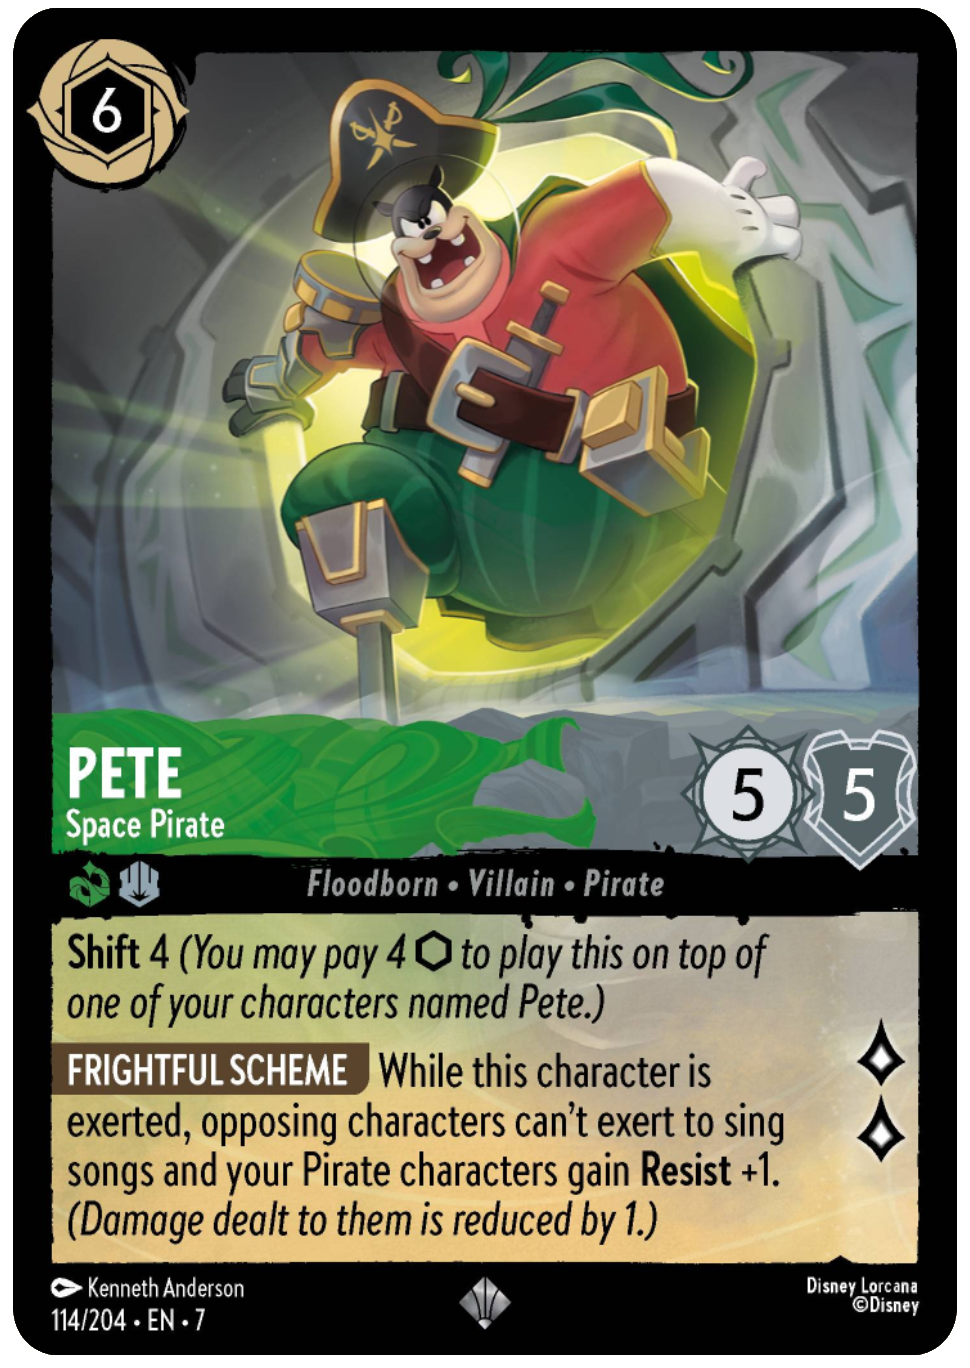 6
PETE
Space Pirate
5 5
Floodborn • Villain • Pirate
Shift 4 (You may pay 4 ⬡ to play this on top of
one of your characters named Pete.)
FRIGHTFUL SCHEME While this character is
exerted, opposing characters can't exert to sing
songs and your Pirate characters gain Resist +1.
(Damage dealt to them is reduced by 1.)
Kenneth Anderson
114/204 • EN • 7
Disney Lorcana
©Disney